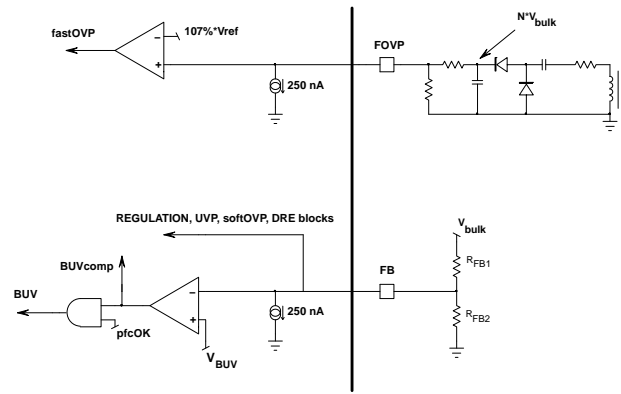 N*Vbulk
fastOVP
107%*Vref
FOVP
250 nA
REGULATION, UVP, softOVP, DRE blocks
Vbulk
BUVcomp
FB
RFB1
BUV
250 nA
RFB2
pfcOK
VBUV